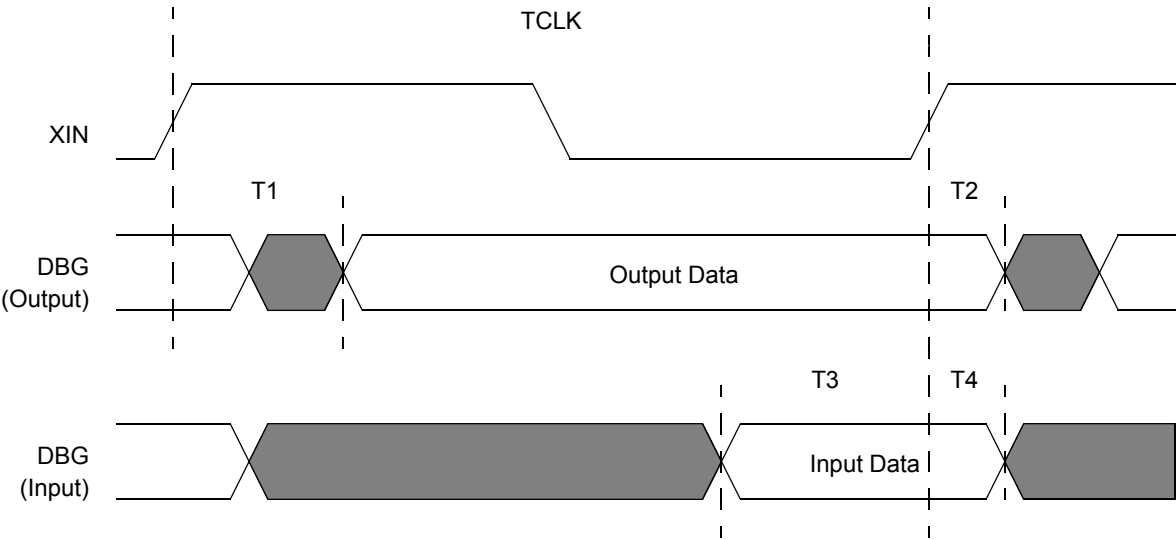 TCLK
XIN
T1
T2
DBG
(Output)
Output Data
T3
T4
DBG
(Input)
Input Data